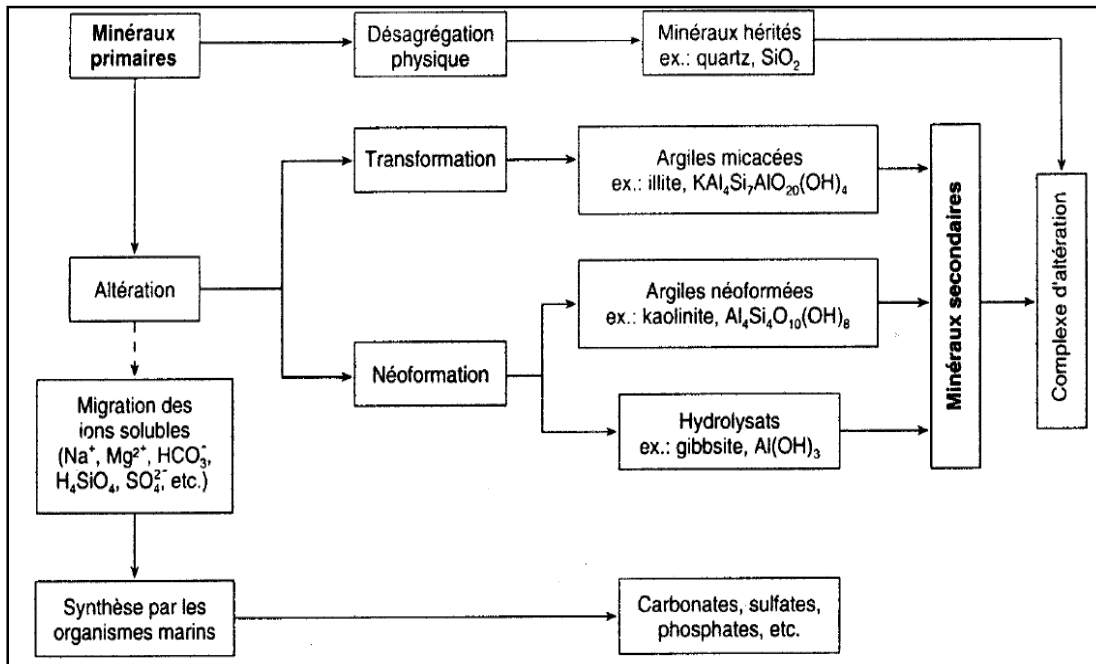 Minéraux
primaires
Désagrégation
physique
Minéraux hérités
ex.: quartz, SiO₂
Transformation
Argiles micacées
ex.: illite, KAl₄Si₇AlO₂₀(OH)₄
Altération
Argiles néoformées
ex.: kaolinite, Al₄Si₄O₁₀(OH)₈
Néoformation
Hydrolysats
ex.: gibbsite, Al(OH)₃
Minéraux secondaires
Complexe d'altération
Migration des
ions solubles
(Na⁺, Mg²⁺, HCO₃⁻,
H₄SiO₄, SO₄²⁻, etc.)
Synthèse par les
organismes marins
Carbonates, sulfates,
phosphates, etc.